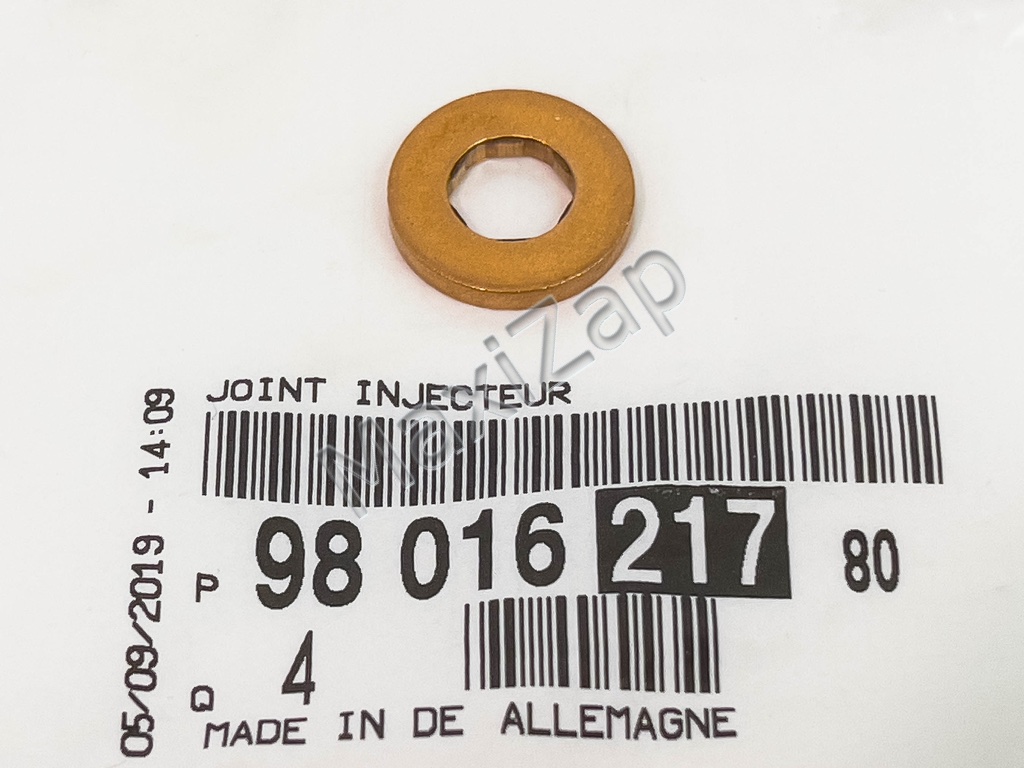 MaxiZap
JOINT INJECTEUR
05/09/2019 - 14:09
P 98 016 217 80
Q 4
MADE IN DE ALLEMAGNE